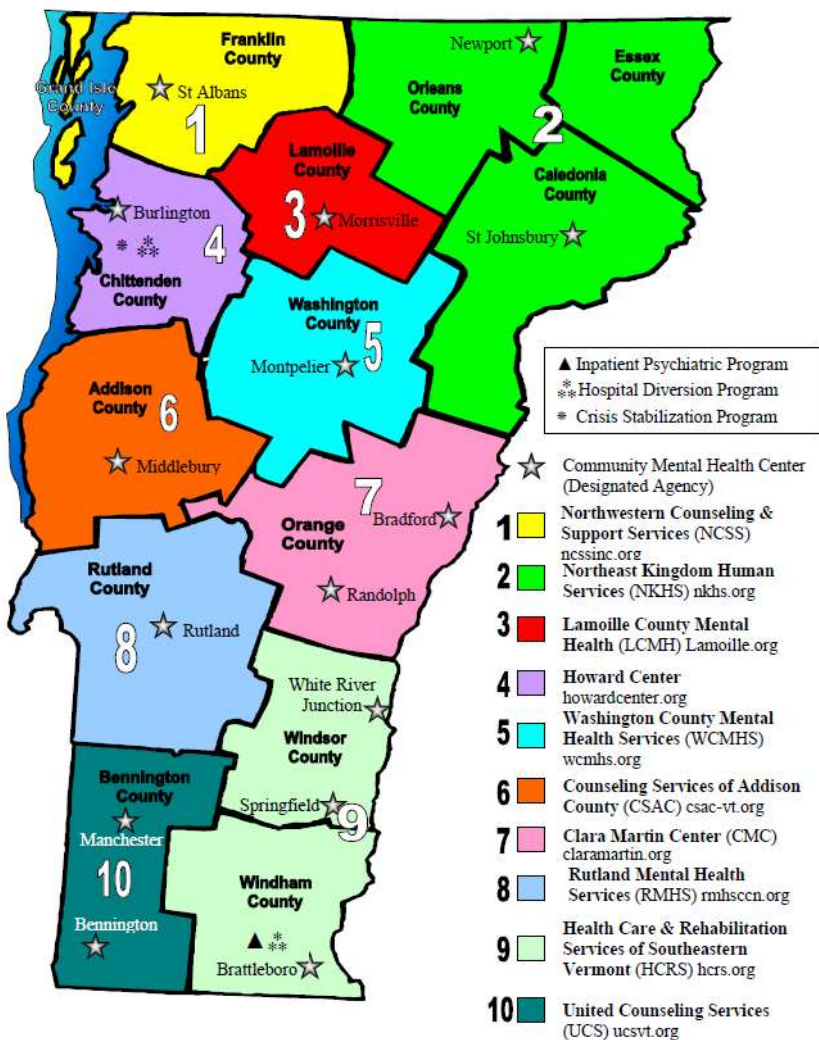 Franklin
County
Newport
Essex
County
Grand Isle
County
St Albans
Orleans
County
1
2
Lamoille
County
Caledonia
County
Burlington
3
Morrisville
St Johnsbury
4
Chittenden
County
Washington
County
5
Montpelier
Addison
County
6
Middlebury
7
Bradford
Orange
County
Randolph
Rutland
County
Rutland
8
White River
Junction
Windsor
County
Springfield
9
Bennington
County
Manchester
10
Windham
County
Bennington
Brattleboro
▲ Inpatient Psychiatric Program
Hospital Diversion Program
Crisis Stabilization Program
Community Mental Health Center
(Designated Agency)
1 Northwestern Counseling &
Support Services (NCSS)
ncssinc.org
2 Northeast Kingdom Human
Services (NKHS) nkhs.org
3 Lamoille County Mental
Health (LCMH) Lamoille.org
4 Howard Center
howardcenter.org
5 Washington County Mental
Health Services (WCMHS)
wcmhs.org
6 Counseling Services of Addison
County (CSAC) csac-vt.org
7 Clara Martin Center (CMC)
claramartin.org
8 Rutland Mental Health
Services (RMHS) rmhsccn.org
9 Health Care & Rehabilitation
Services of Southeastern
Vermont (HCRS) hcrs.org
10 United Counseling Services
(UCS) ucsvt.org